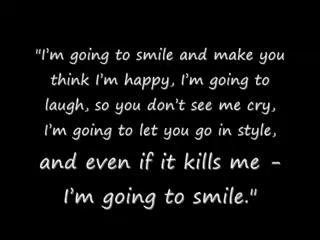 "I'm going to smile and make you
think I'm happy, I'm going to
laugh, so you don't see me cry,
I'm going to let you go in style,
and even if it kills me -
I'm going to smile."